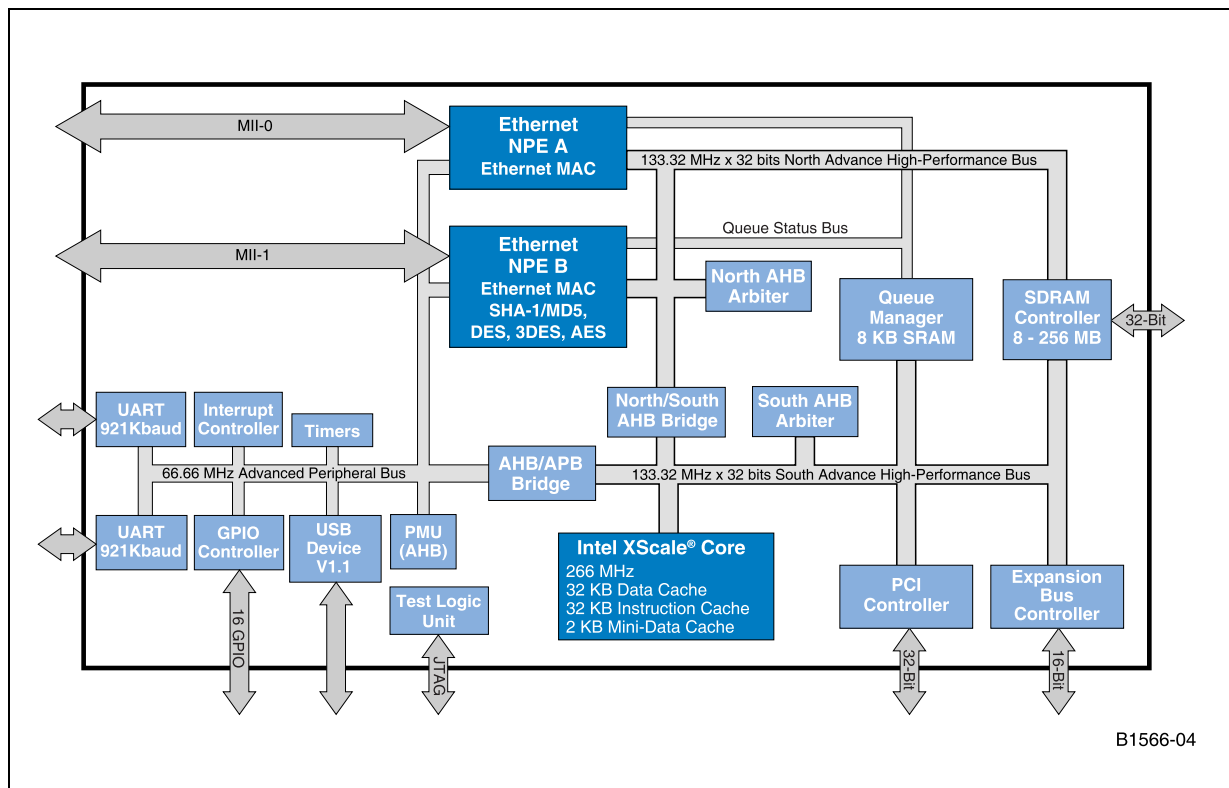 MII-0
Ethernet
NPE A
Ethernet MAC
133.32 MHz x 32 bits North Advance High-Performance Bus
MII-1
Ethernet
NPE B
Ethernet MAC
SHA-1/MD5,
DES, 3DES, AES
Queue Status Bus
North AHB
Arbiter
Queue
Manager
8 KB SRAM
SDRAM
Controller
8 - 256 MB
32-Bit
UART
921Kbaud
Interrupt
Controller
Timers
North/South
AHB Bridge
South AHB
Arbiter
66.66 MHz Advanced Peripheral Bus
AHB/APB
Bridge
133.32 MHz x 32 bits South Advance High-Performance Bus
UART
921Kbaud
GPIO
Controller
USB
Device
V1.1
PMU
(AHB)
Test Logic
Unit
Intel XScale® Core
266 MHz
32 KB Data Cache
32 KB Instruction Cache
2 KB Mini-Data Cache
PCI
Controller
Expansion
Bus
Controller
16 GPIO
JTAG
32-Bit
16-Bit
B1566-04